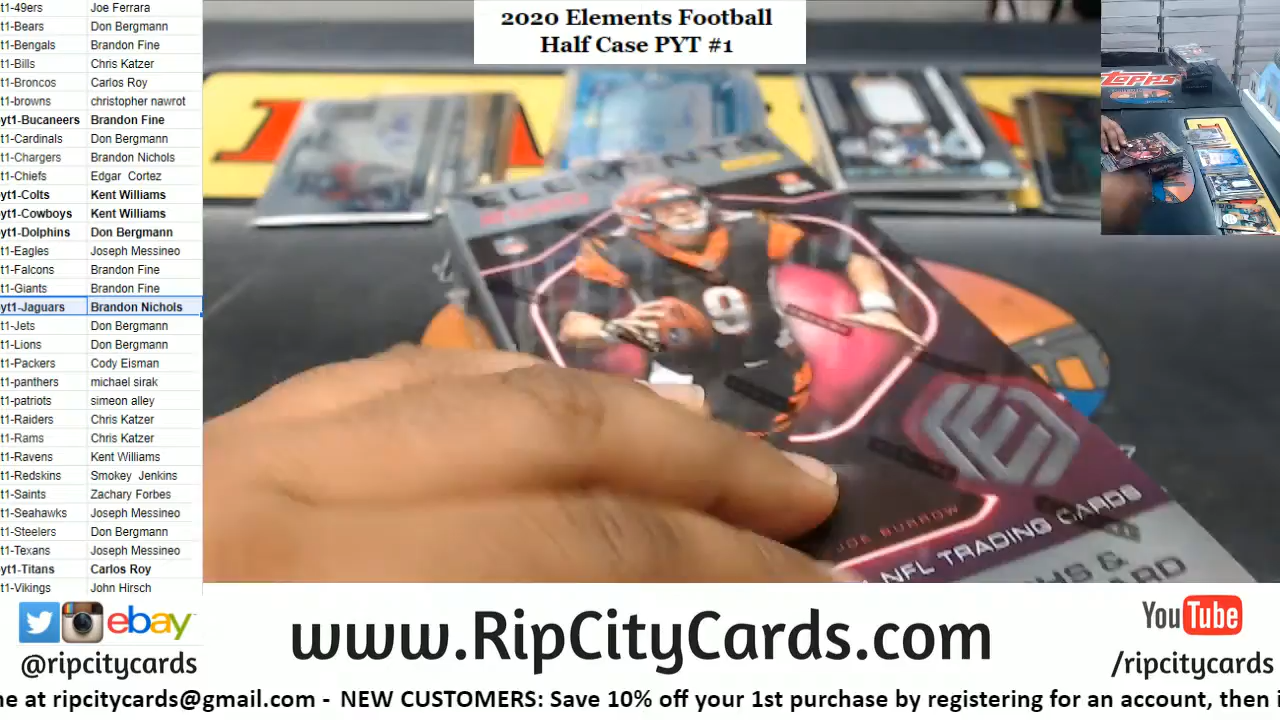 2020 Elements Football
Half Case PYT #1
t1-49ers Joe Ferrara
t1-Bears Don Bergmann
t1-Bengals Brandon Fine
t1-Bills Chris Katzer
t1-Broncos Carlos Roy
t1-browns christopher nawrot
yt1-Bucaneers Brandon Fine
t1-Cardinals Don Bergmann
t1-Chargers Brandon Nichols
t1-Chiefs Edgar Cortez
yt1-Colts Kent Williams
yt1-Cowboys Kent Williams
yt1-Dolphins Don Bergmann
t1-Eagles Joseph Messineo
t1-Falcons Brandon Fine
t1-Giants Brandon Fine
yt1-Jaguars Brandon Nichols
t1-Jets Don Bergmann
t1-Lions Don Bergmann
t1-Packers Cody Eisman
t1-panthers michael sirak
t1-patriots simeon alley
t1-Raiders Chris Katzer
t1-Rams Chris Katzer
t1-Ravens Kent Williams
t1-Redskins Smokey Jenkins
t1-Saints Zachary Forbes
t1-Seahawks Joseph Messineo
t1-Steelers Don Bergmann
t1-Texans Joseph Messineo
yt1-Titans Carlos Roy
t1-Vikings John Hirsch
TOPPS
ELEMENTS
9
JOE BURROW
NFL TRADING CARDS
ebay
@ripcitycards
www.RipCityCards.com
YouTube
/ripcitycards
ne at ripcitycards@gmail.com - NEW CUSTOMERS: Save 10% off your 1st purchase by registering for an account, then i